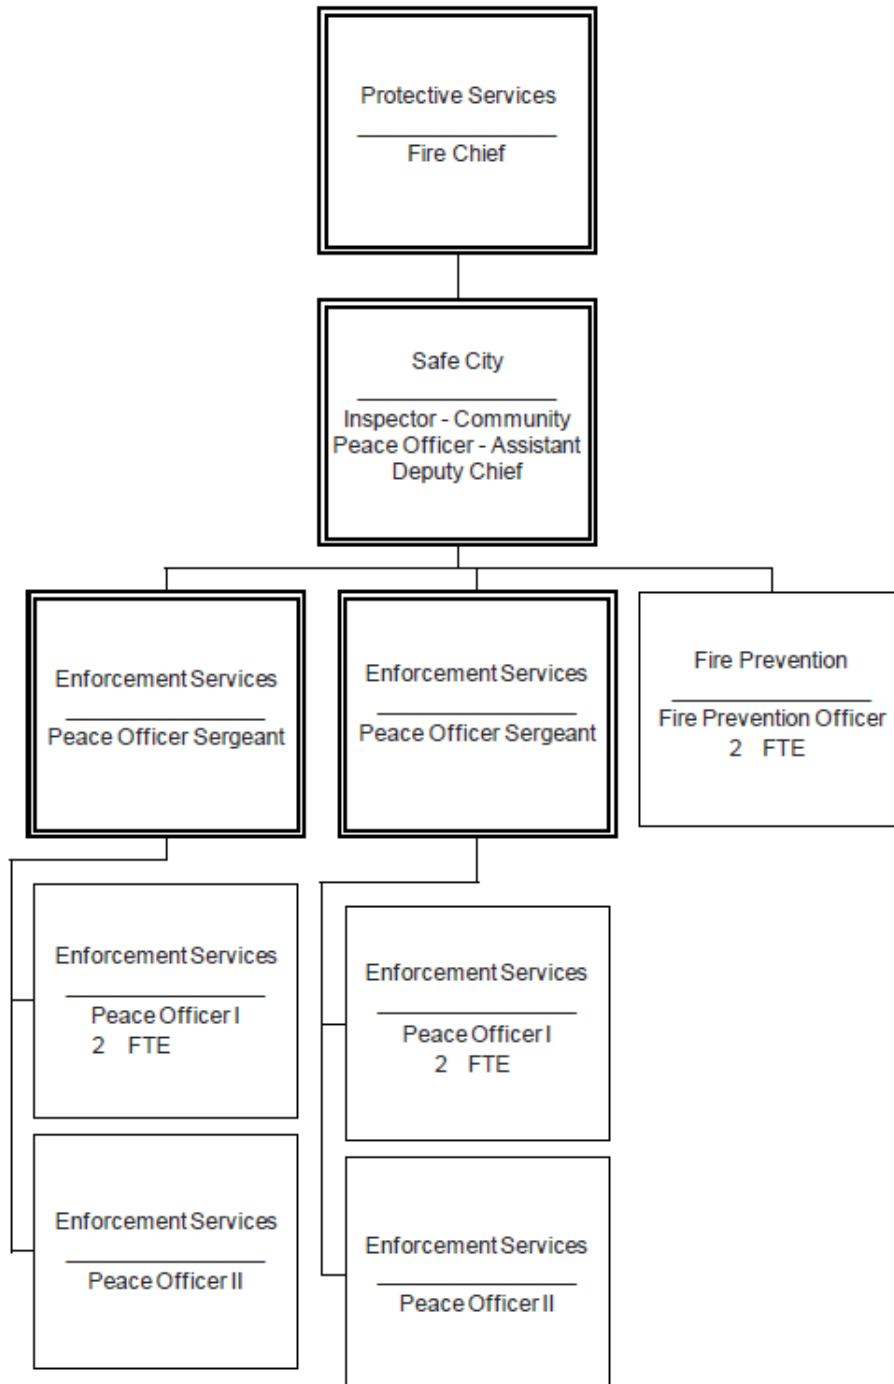 Protective Services
Fire Chief
Safe City
Inspector - Community
Peace Officer - Assistant
Deputy Chief
Enforcement Services
Peace Officer Sergeant
Enforcement Services
Peace Officer Sergeant
Fire Prevention
Fire Prevention Officer
2 FTE
Enforcement Services
Peace Officer I
2 FTE
Enforcement Services
Peace Officer II
Enforcement Services
Peace Officer I
2 FTE
Enforcement Services
Peace Officer II